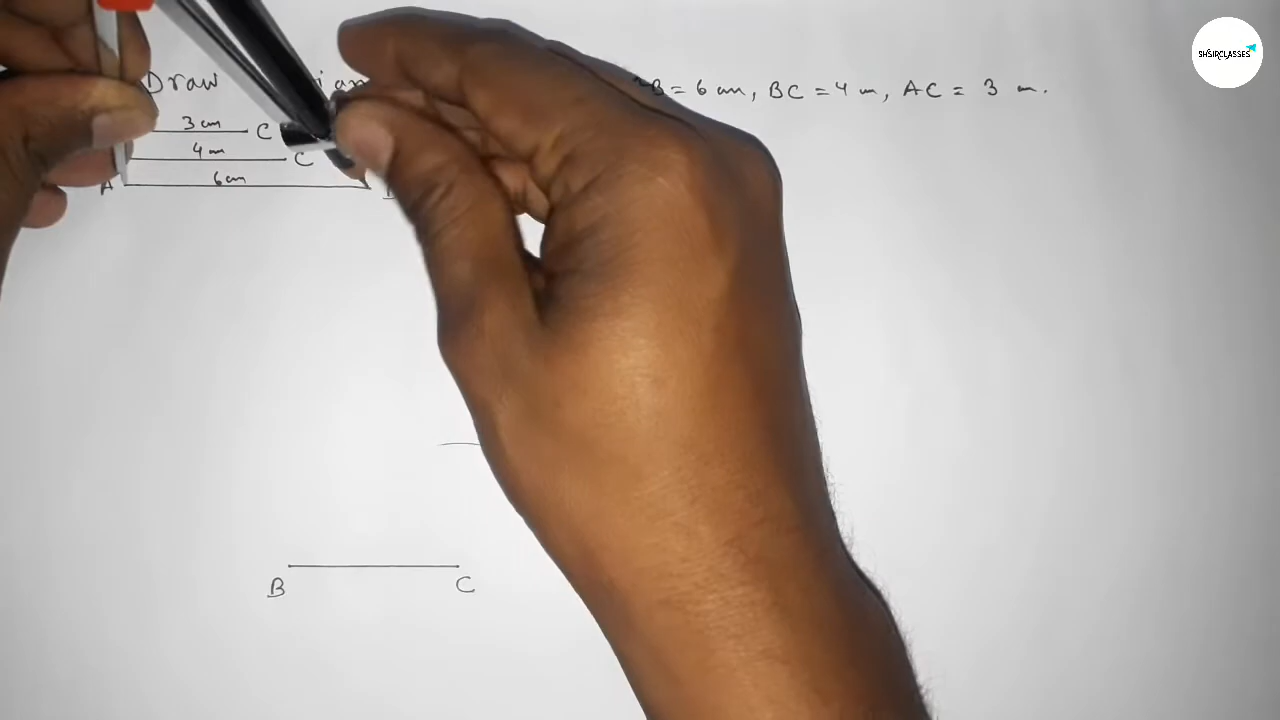 Draw B = 6 cm, BC = 4 cm, AC = 3 cm.
3 cm C
4 cm C
A 6 cm
B C
SHSIRCLASSES